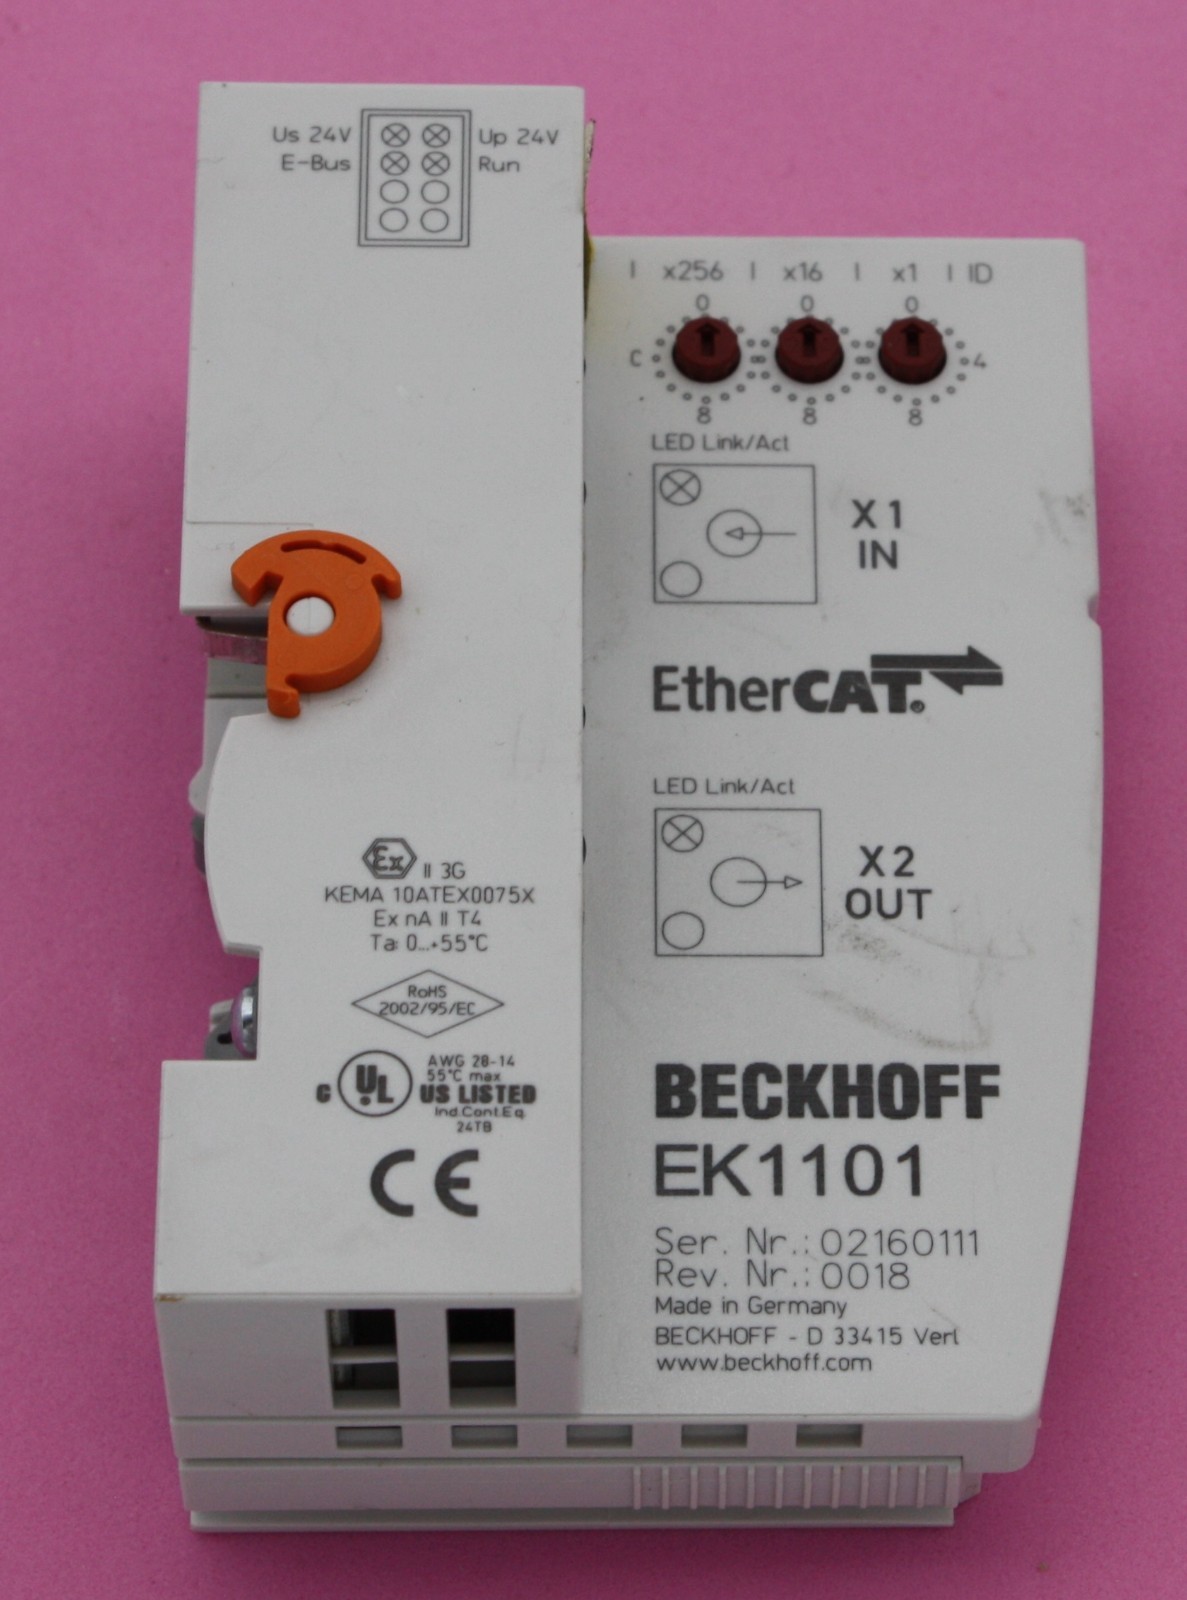 Us 24V Up 24V
E-Bus Run
x256 x16 x1 ID
0 0 0
C 4
8 8 8
LED Link/Act
X1
IN
EtherCAT®
LED Link/Act
X2
OUT
Ex II 3G
KEMA 10ATEX0075X
Ex nA II T4
Ta: 0...+55°C
RoHS
2002/95/EC
AWG 28-14
55°C max
C UL US LISTED
Ind.Cont.Eq.
24TB
CE
BECKHOFF
EK1101
Ser. Nr.: 02160111
Rev. Nr.: 0018
Made in Germany
BECKHOFF - D 33415 Verl
www.beckhoff.com